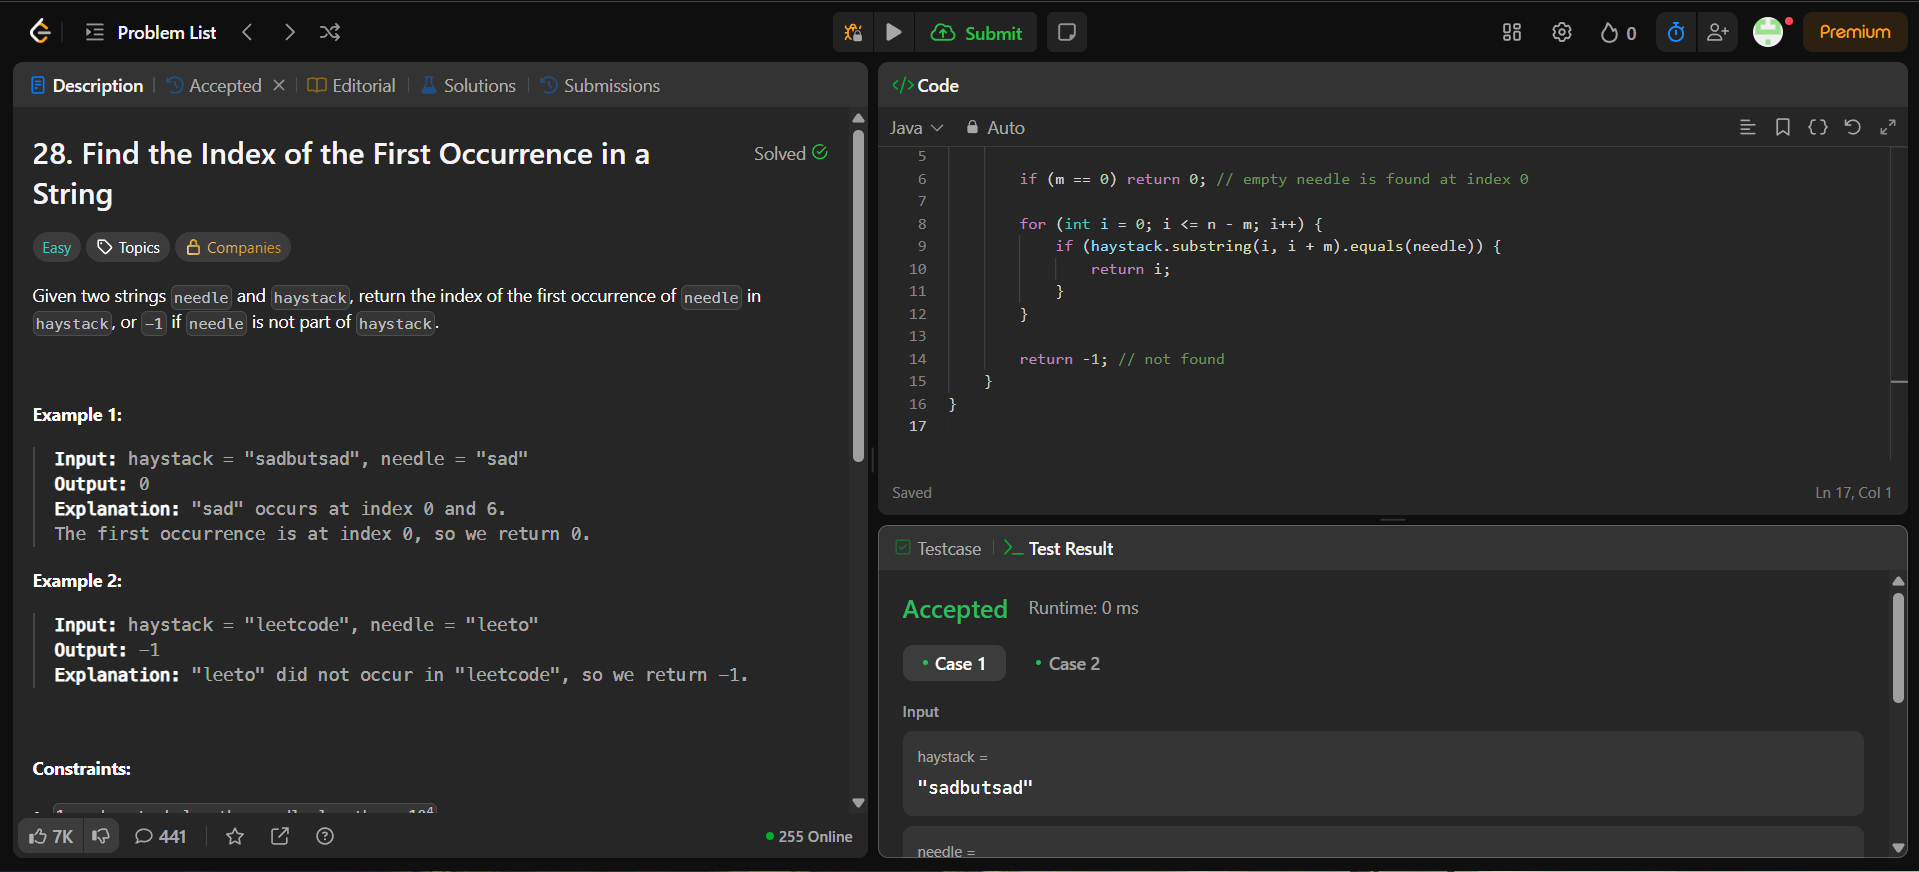 Problem List
Submit
0
Premium
Description
Accepted
Editorial
Solutions
Submissions
28. Find the Index of the First Occurrence in a
String
Solved
Easy
Topics
Companies
Given two strings needle and haystack, return the index of the first occurrence of needle in
haystack, or -1 if needle is not part of haystack.
Example 1:
Input: haystack = "sadbutsad", needle = "sad"
Output: 0
Explanation: "sad" occurs at index 0 and 6.
The first occurrence is at index 0, so we return 0.
Example 2:
Input: haystack = "leetcode", needle = "leeto"
Output: -1
Explanation: "leeto" did not occur in "leetcode", so we return -1.
Constraints:
7K
441
255 Online
</> Code
Java
Auto
5
6 if (m == 0) return 0; // empty needle is found at index 0
7
8 for (int i = 0; i <= n - m; i++) {
9 if (haystack.substring(i, i + m).equals(needle)) {
10 return i;
11 }
12 }
13
14 return -1; // not found
15 }
16 }
17
Saved
Ln 17, Col 1
Testcase
Test Result
Accepted
Runtime: 0 ms
Case 1
Case 2
Input
haystack =
"sadbutsad"
needle =